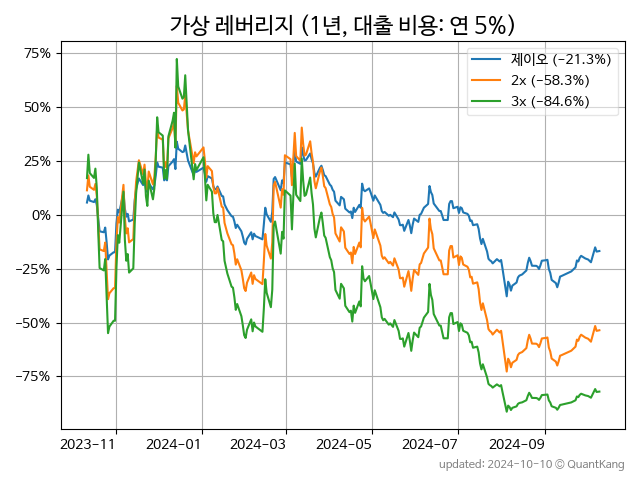 가상 레버리지 (1년, 대출 비용: 연 5%)
75%
50%
25%
0%
−25%
−50%
−75%
제이오 (−21.3%)
2x (−58.3%)
3x (−84.6%)
2023−11
2024−01
2024−03
2024−05
2024−07
2024−09
updated: 2024-10-10 © QuantKang